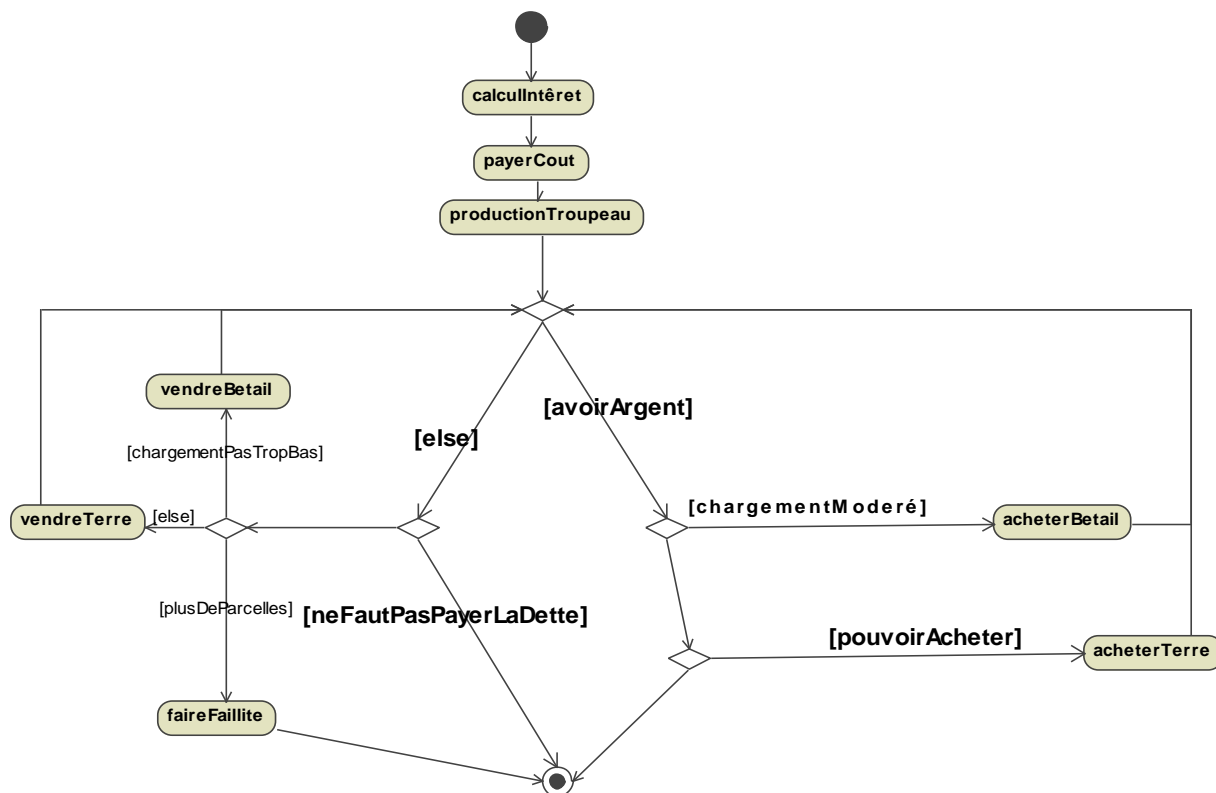 calculIntêret
payerCout
productionTroupeau
vendreBetail
[avoirArgent]
[else]
[chargementPasTropBas]
[chargementModeré]
vendreTerre
[else]
acheterBetail
[plusDeParcelles]
[neFautPasPayerLaDette]
[pouvoirAcheter]
acheterTerre
faireFaillite